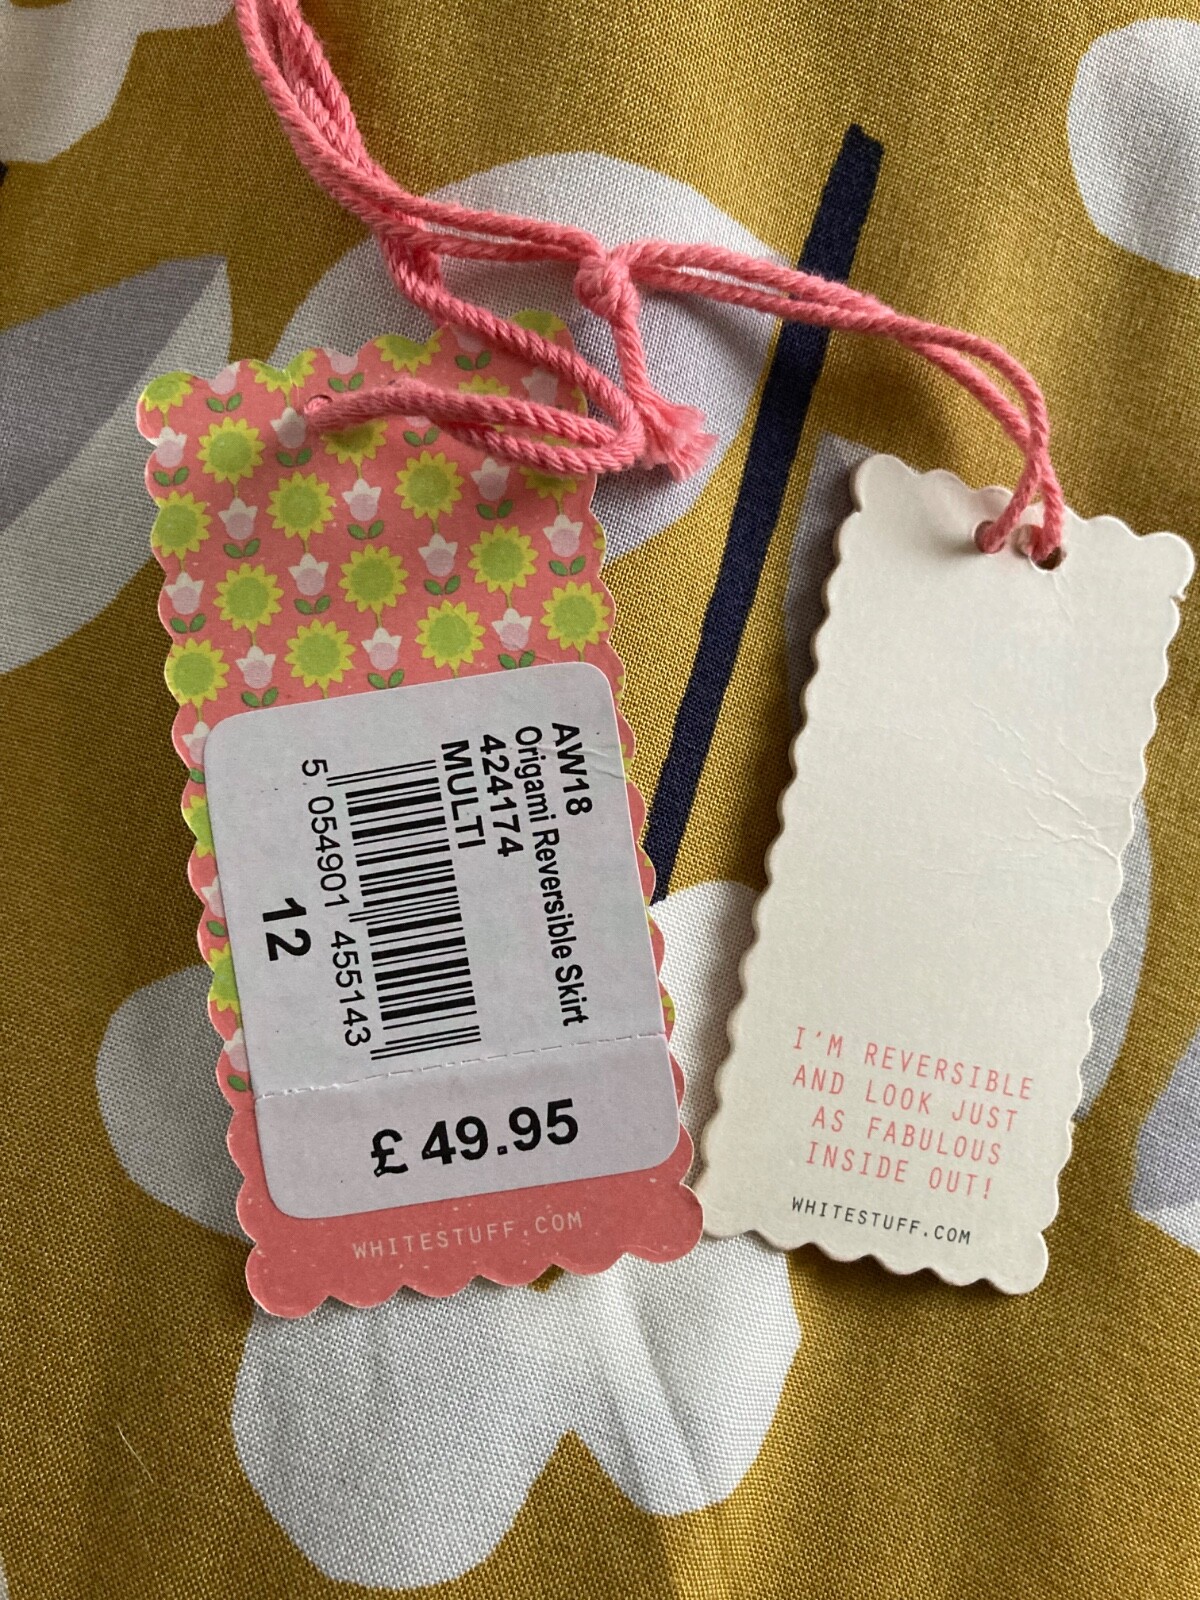 AW18
Origami Reversible Skirt
424174
MULTI
5 054901 455143
12
£ 49.95
WHITESTUFF.COM
I'M REVERSIBLE
AND LOOK JUST
AS FABULOUS
INSIDE OUT!
WHITESTUFF.COM